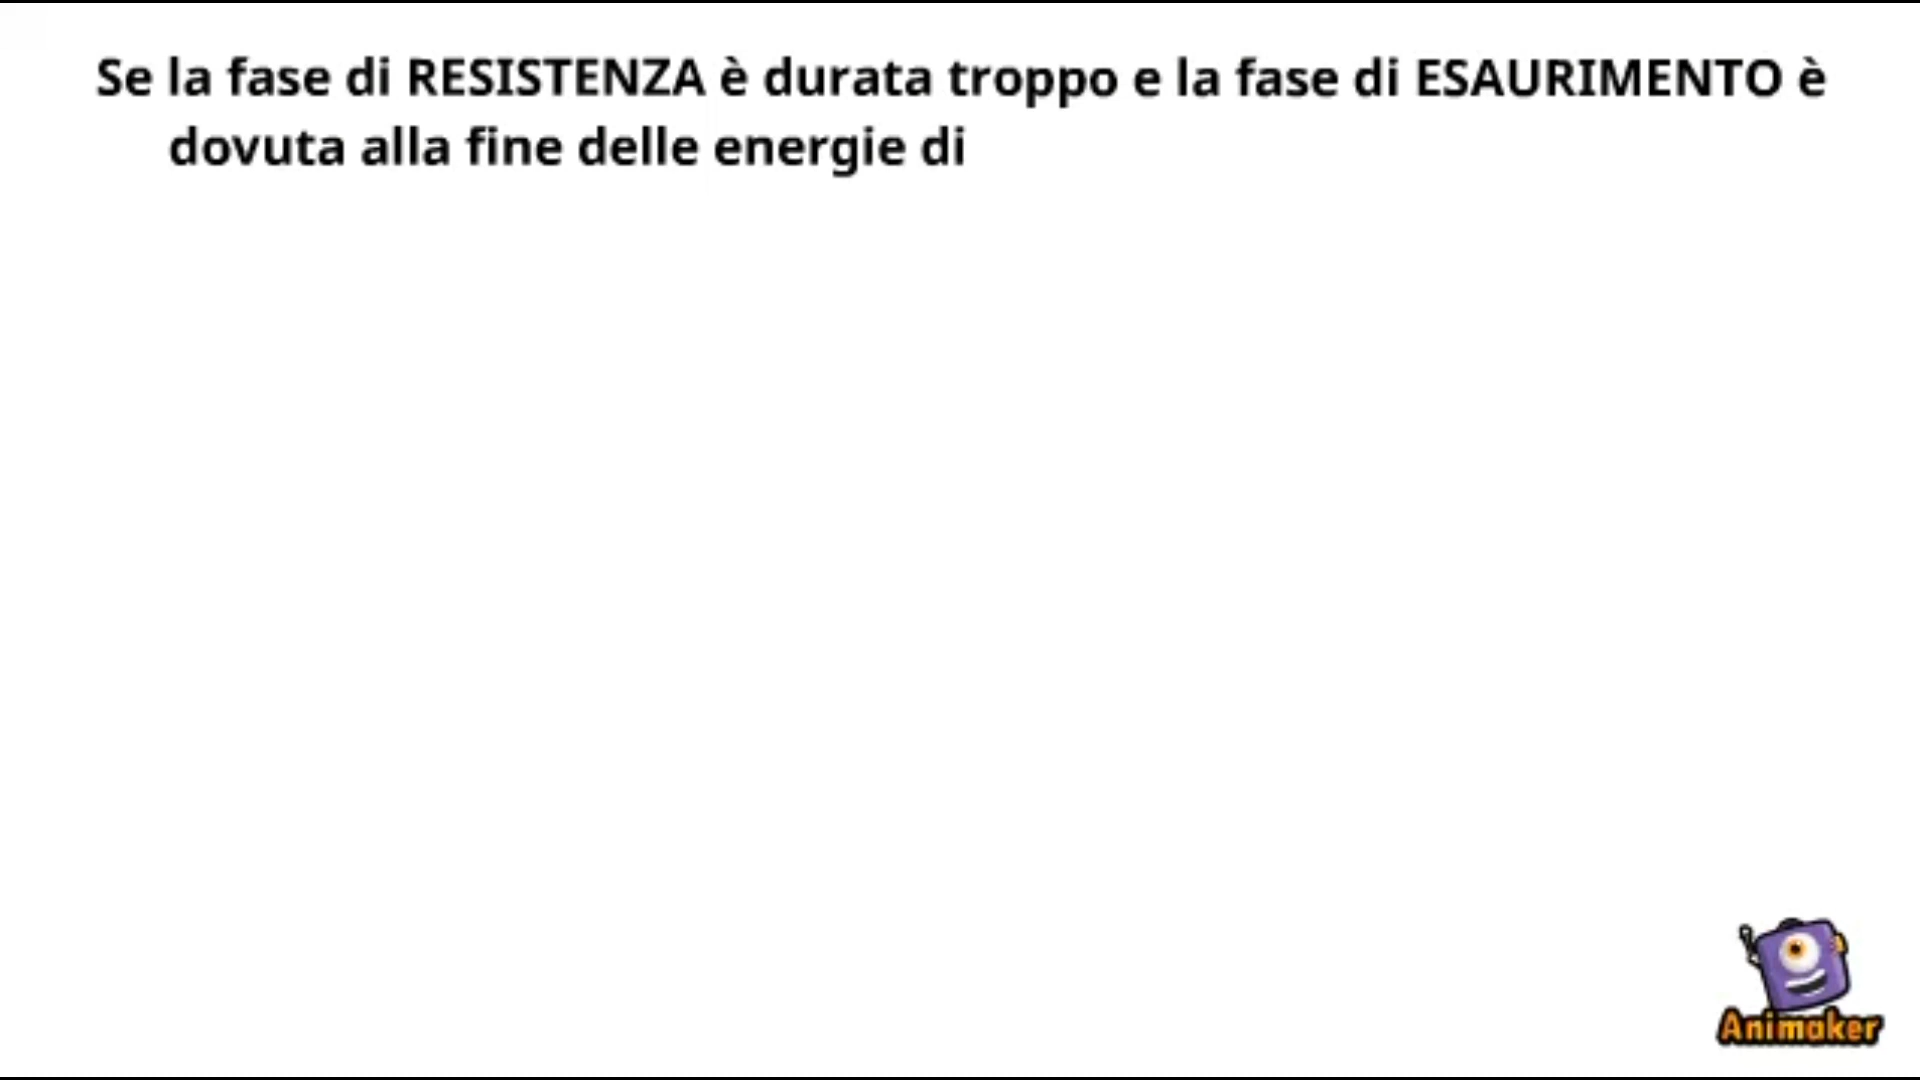 Se la fase di RESISTENZA è durata troppo e la fase di ESAURIMENTO è
dovuta alla fine delle energie di
Animaker